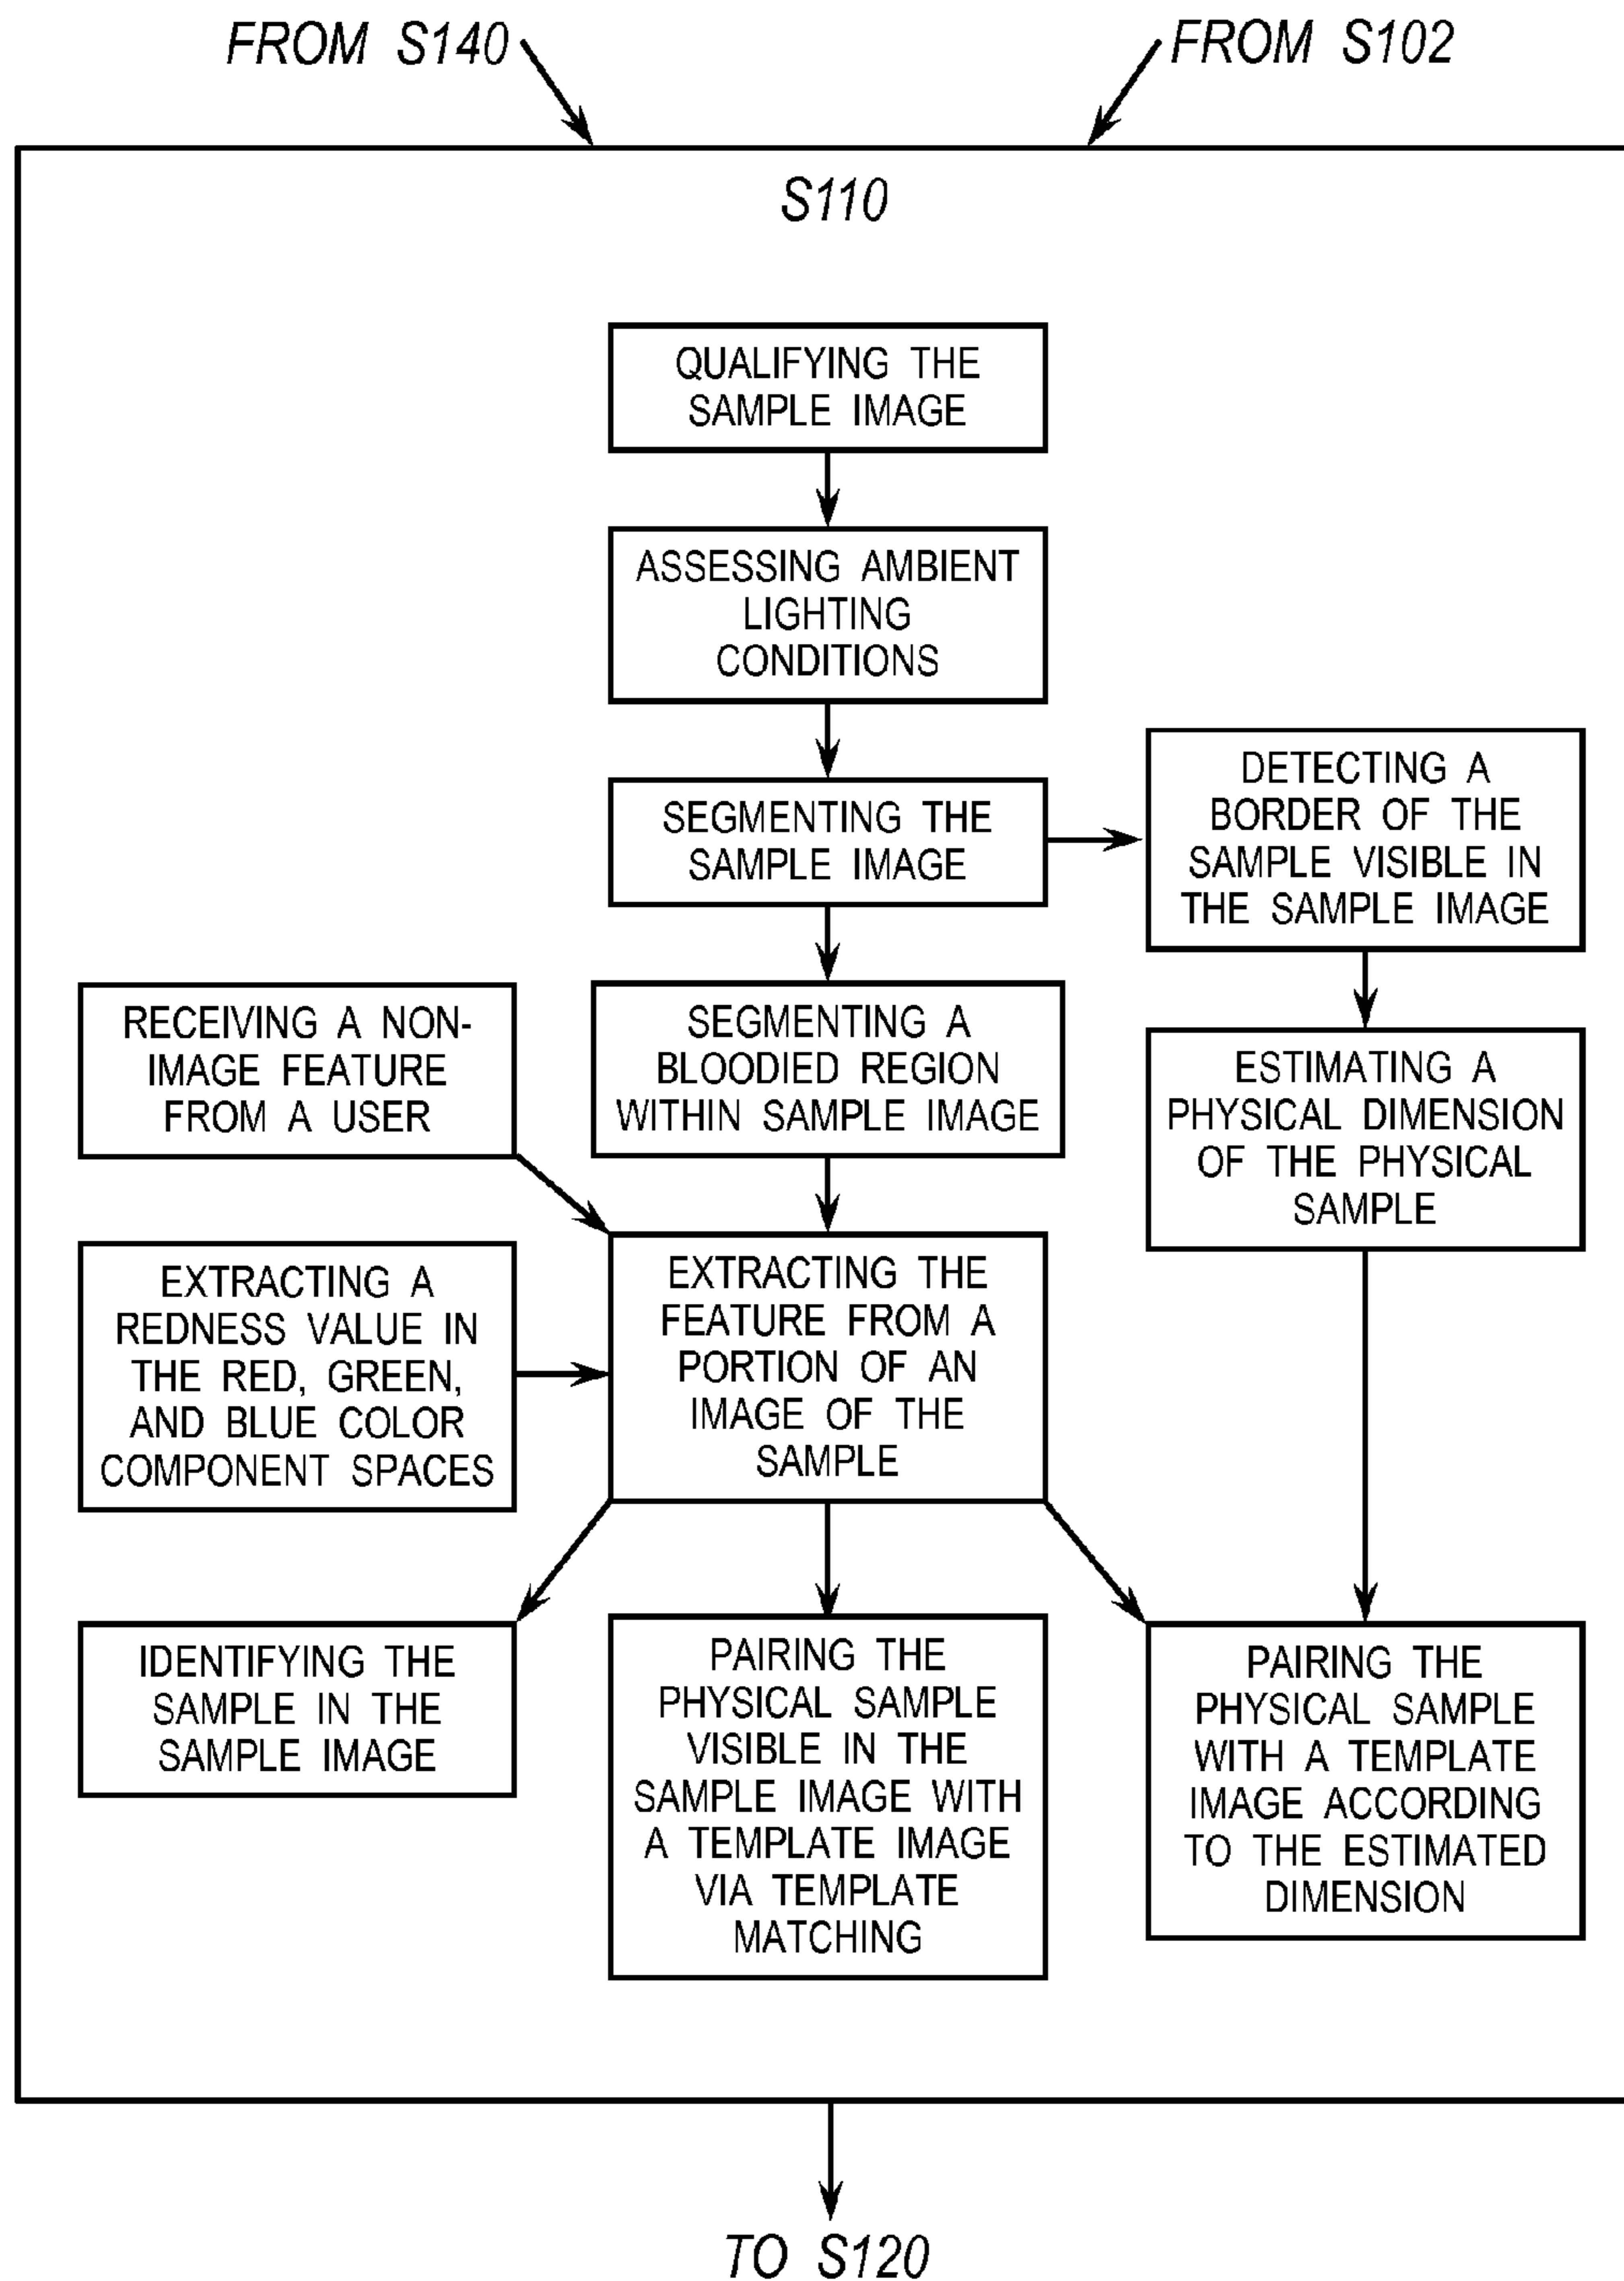 FROM S140
FROM S102
S110
QUALIFYING THE
SAMPLE IMAGE
ASSESSING AMBIENT
LIGHTING
CONDITIONS
SEGMENTING THE
SAMPLE IMAGE
DETECTING A
BORDER OF THE
SAMPLE VISIBLE IN
THE SAMPLE IMAGE
RECEIVING A NON-
IMAGE FEATURE
FROM A USER
SEGMENTING A
BLOODIED REGION
WITHIN SAMPLE IMAGE
ESTIMATING A
PHYSICAL DIMENSION
OF THE PHYSICAL
SAMPLE
EXTRACTING A
REDNESS VALUE IN
THE RED, GREEN,
AND BLUE COLOR
COMPONENT SPACES
EXTRACTING THE
FEATURE FROM A
PORTION OF AN
IMAGE OF THE
SAMPLE
IDENTIFYING THE
SAMPLE IN THE
SAMPLE IMAGE
PAIRING THE
PHYSICAL SAMPLE
VISIBLE IN THE
SAMPLE IMAGE WITH
A TEMPLATE IMAGE
VIA TEMPLATE
MATCHING
PAIRING THE
PHYSICAL SAMPLE
WITH A TEMPLATE
IMAGE ACCORDING
TO THE ESTIMATED
DIMENSION
TO S120